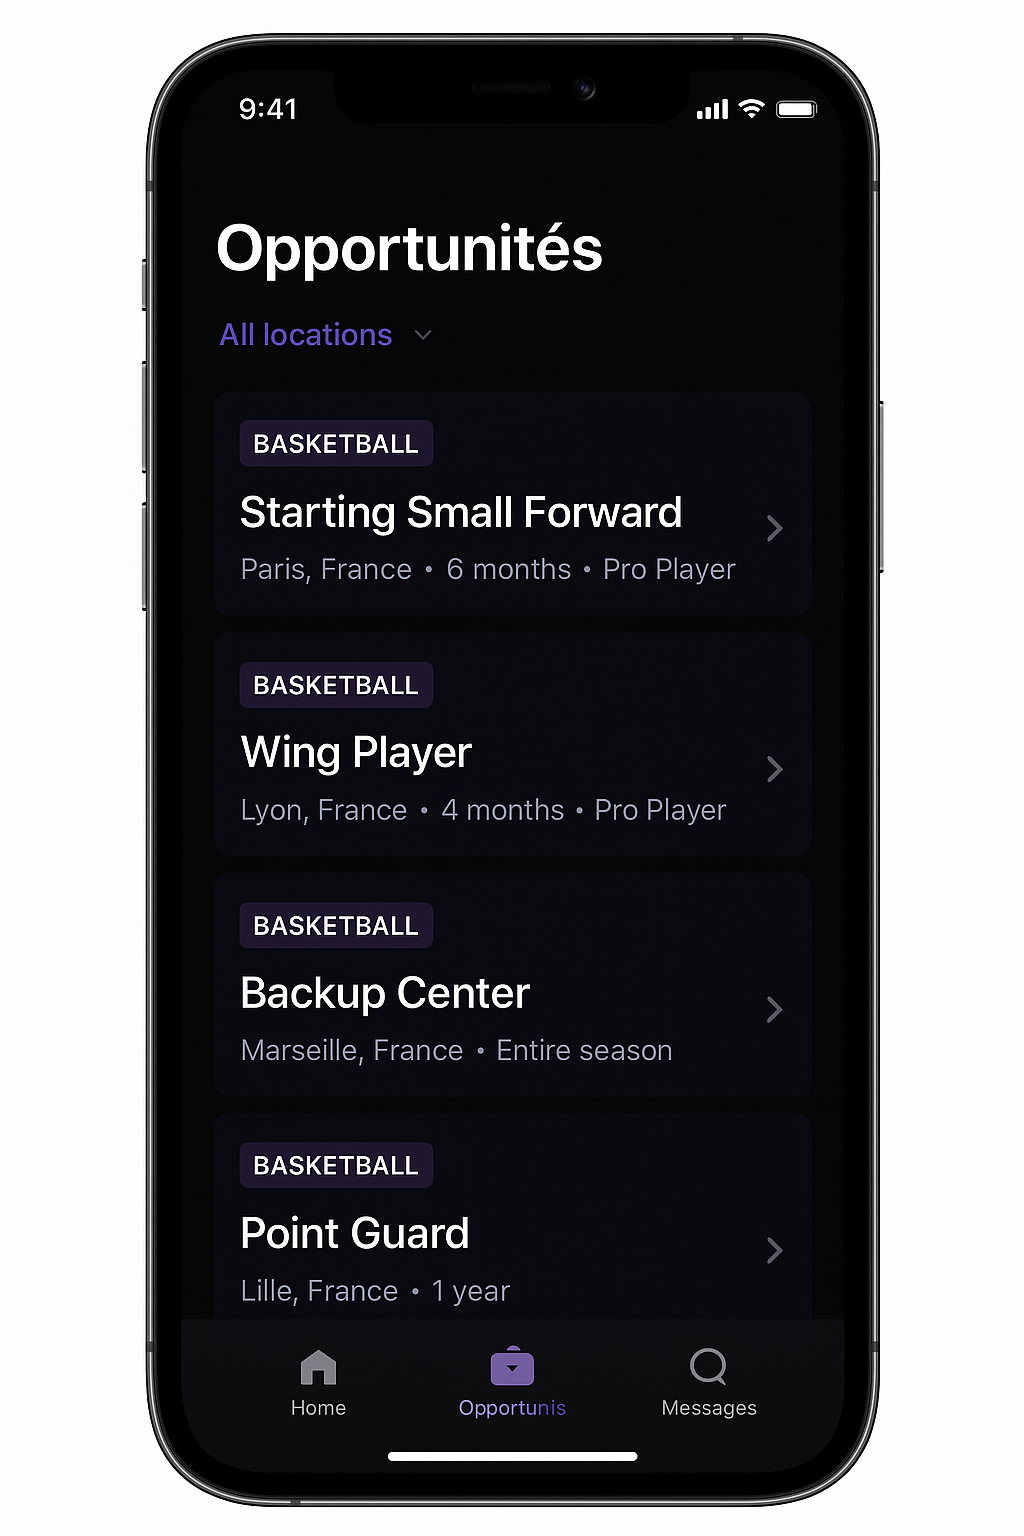 9:41
Opportunités
All locations
BASKETBALL
Starting Small Forward
Paris, France • 6 months • Pro Player
BASKETBALL
Wing Player
Lyon, France • 4 months • Pro Player
BASKETBALL
Backup Center
Marseille, France • Entire season
BASKETBALL
Point Guard
Lille, France • 1 year
Home
Opportunis
Messages